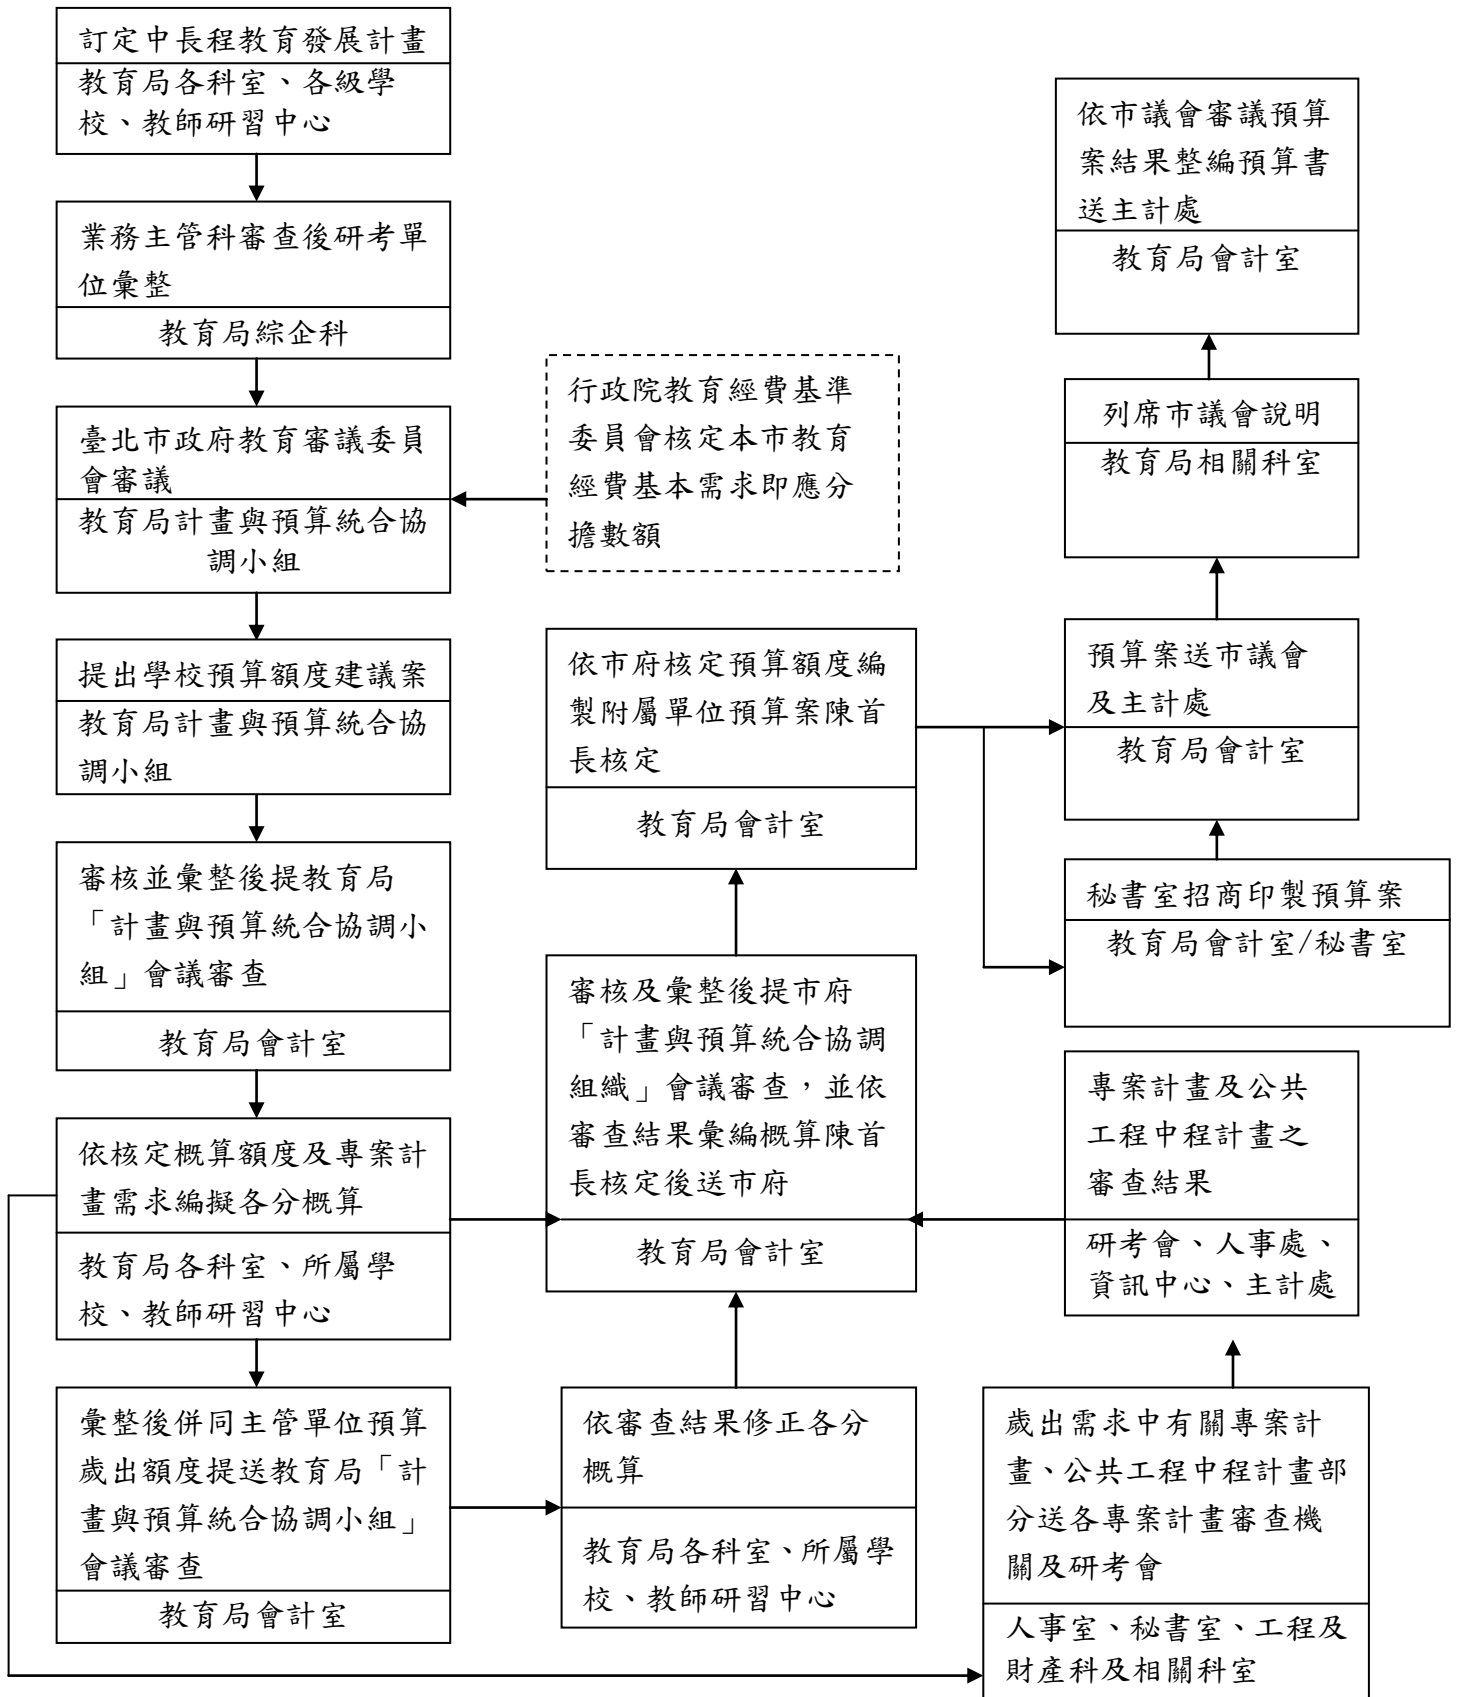 訂定中長程教育發展計畫
教育局各科室、各級學
校、教師研習中心
業務主管科審查後研考單
位彙整
教育局綜企科
臺北市政府教育審議委員
會審議
教育局計畫與預算統合協
調小組
提出學校預算額度建議案
教育局計畫與預算統合協
調小組
審核並彙整後提教育局
「計畫與預算統合協調小
組」會議審查
教育局會計室
依核定概算額度及專案計
畫需求編擬各分概算
教育局各科室、所屬學
校、教師研習中心
彙整後併同主管單位預算
歲出額度提送教育局「計
畫與預算統合協調小組」
會議審查
教育局會計室
行政院教育經費基準
委員會核定本市教育
經費基本需求即應分
擔數額
依市府核定預算額度編
製附屬單位預算案陳首
長核定
教育局會計室
審核及彙整後提市府
「計畫與預算統合協調
組織」會議審查，並依
審查結果彙編概算陳首
長核定後送市府
教育局會計室
依審查結果修正各分
概算
教育局各科室、所屬學
校、教師研習中心
依市議會審議預算
案結果整編預算書
送主計處
教育局會計室
列席市議會說明
教育局相關科室
預算案送市議會
及主計處
教育局會計室
秘書室招商印製預算案
教育局會計室/秘書室
專案計畫及公共
工程中程計畫之
審查結果
研考會、人事處、
資訊中心、主計處
歲出需求中有關專案計
畫、公共工程中程計畫部
分送各專案計畫審查機
關及研考會
人事室、秘書室、工程及
財產科及相關科室